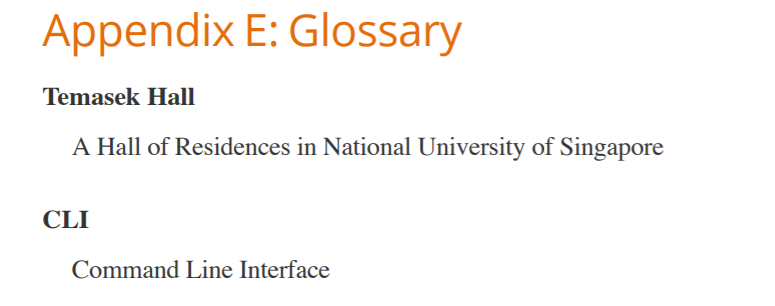 Appendix E: Glossary
Temasek Hall
A Hall of Residences in National University of Singapore
CLI
Command Line Interface